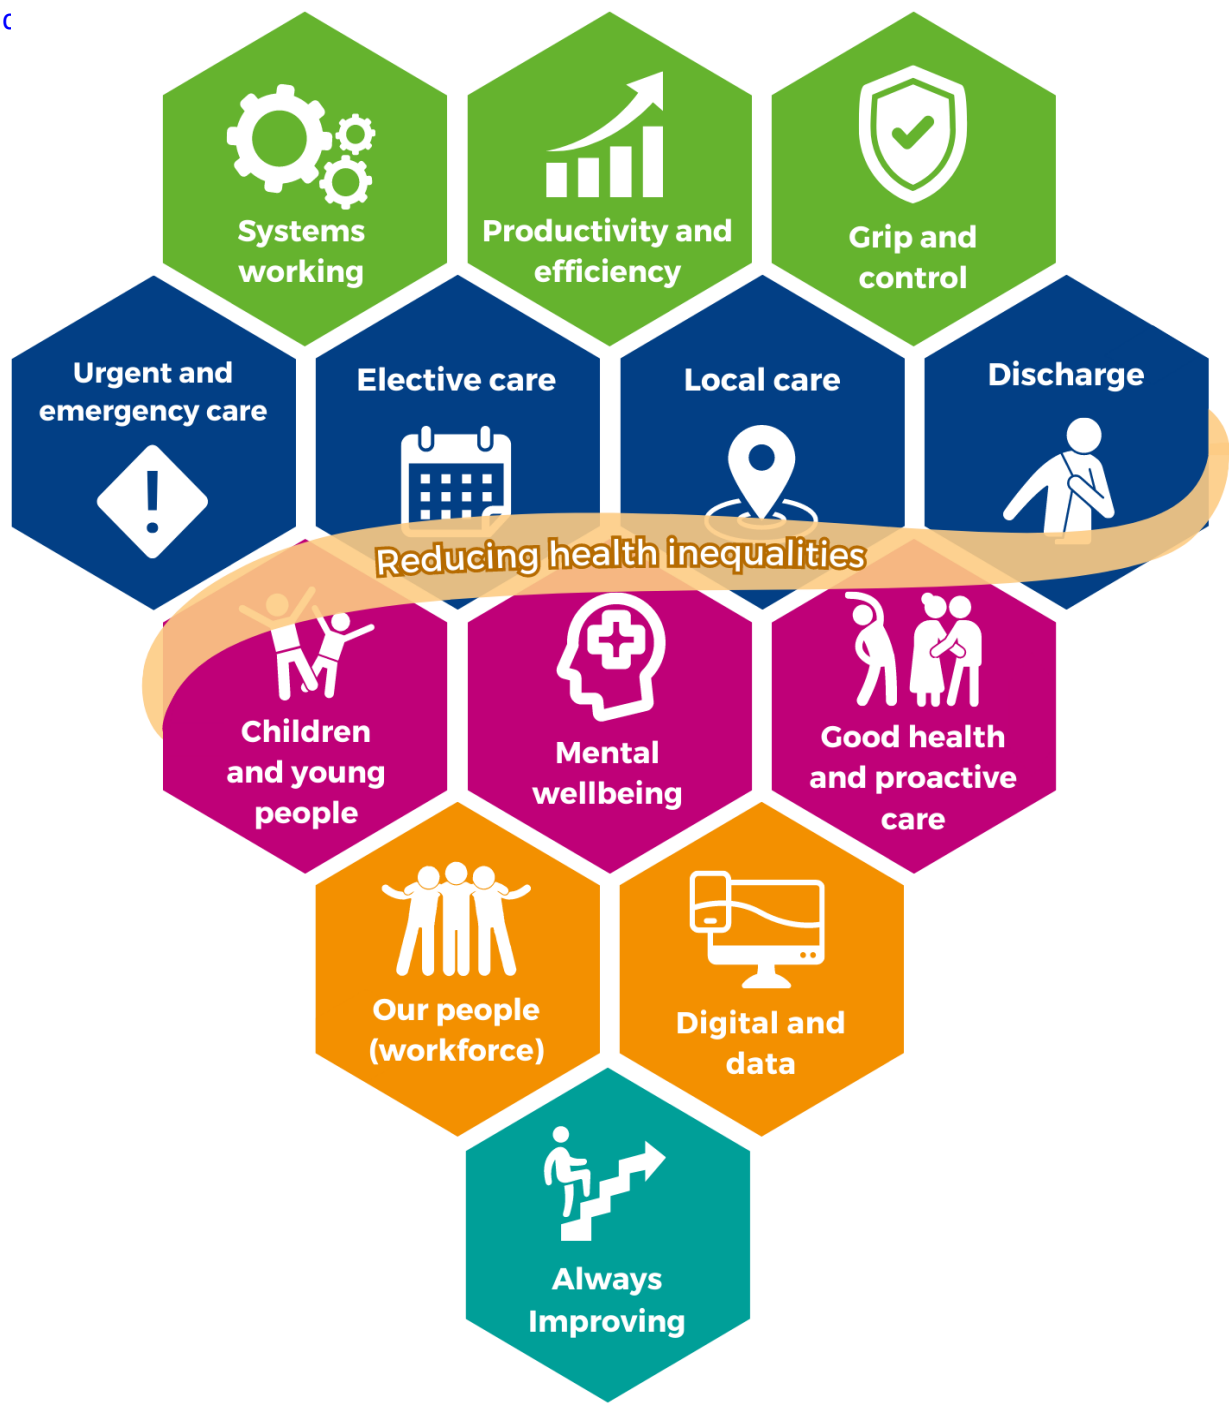 Systems
working
Productivity and
efficiency
Grip and
control
Urgent and
emergency care
Elective care
Local care
Discharge
Reducing health inequalities
Children
and young
people
Mental
wellbeing
Good health
and proactive
care
Our people
(workforce)
Digital and
data
Always
Improving